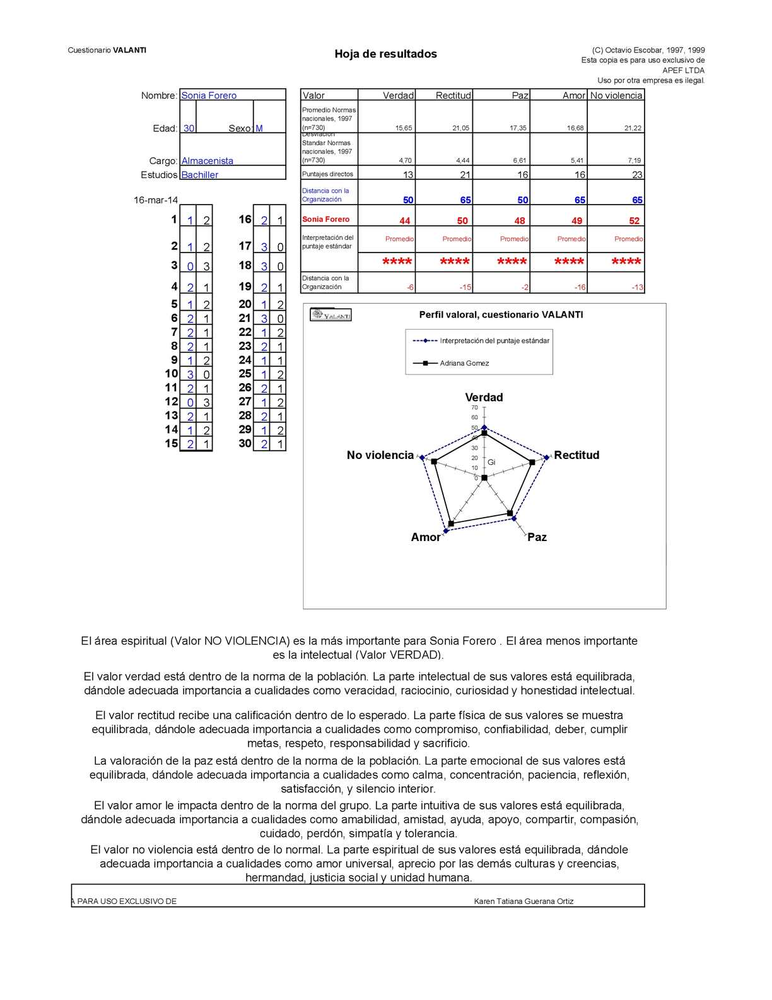 Cuestionario VALANTI
Hoja de resultados
(C) Octavio Escobar, 1997, 1999
Esta copia es para uso exclusivo de
APEF LTDA
Uso por otra empresa es ilegal.
Nombre: Sonia Forero
Edad: 30 Sexo: M
Cargo: Almacenista
Estudios Bachiller
16-mar-14
1 1 2 16 2 1
2 1 2 17 3 0
3 0 3 18 3 0
4 2 1 19 2 1
5 1 2 20 1 2
6 2 1 21 3 0
7 2 1 22 1 2
8 2 1 23 2 1
9 1 2 24 1 1
10 3 0 25 1 2
11 2 1 26 2 1
12 0 3 27 1 2
13 2 1 28 2 1
14 1 2 29 1 2
15 2 1 30 2 1
Valor Verdad Rectitud Paz Amor No violencia
Promedio Normas
nacionales, 1997
(n=730) 15,65 21,05 17,35 16,68 21,22
Desviación
Standar Normas
nacionales, 1997
(n=730) 4,70 4,44 6,61 5,41 7,19
Puntajes directos 13 21 16 16 23
Distancia con la
Organización 50 65 50 65 65
Sonia Forero 44 50 48 49 52
Interpretación del
puntaje estándar Promedio Promedio Promedio Promedio Promedio
**** **** **** **** ****
Distancia con la
Organización -6 -15 -2 -16 -13
VALANTI
Perfil valoral, cuestionario VALANTI
Interpretación del puntaje estándar
Adriana Gomez
Verdad
70
60
50
40
30
20
10
0
Gi
No violencia
Rectitud
Amor
Paz
El área espiritual (Valor NO VIOLENCIA) es la más importante para Sonia Forero . El área menos importante
es la intelectual (Valor VERDAD).
El valor verdad está dentro de la norma de la población. La parte intelectual de sus valores está equilibrada,
dándole adecuada importancia a cualidades como veracidad, raciocinio, curiosidad y honestidad intelectual.
El valor rectitud recibe una calificación dentro de lo esperado. La parte física de sus valores se muestra
equilibrada, dándole adecuada importancia a cualidades como compromiso, confiabilidad, deber, cumplir
metas, respeto, responsabilidad y sacrificio.
La valoración de la paz está dentro de la norma de la población. La parte emocional de sus valores está
equilibrada, dándole adecuada importancia a cualidades como calma, concentración, paciencia, reflexión,
satisfacción, y silencio interior.
El valor amor le impacta dentro de la norma del grupo. La parte intuitiva de sus valores está equilibrada,
dándole adecuada importancia a cualidades como amabilidad, amistad, ayuda, apoyo, compartir, compasión,
cuidado, perdón, simpatía y tolerancia.
El valor no violencia está dentro de lo normal. La parte espiritual de sus valores está equilibrada, dándole
adecuada importancia a cualidades como amor universal, aprecio por las demás culturas y creencias,
hermandad, justicia social y unidad humana.
A PARA USO EXCLUSIVO DE
Karen Tatiana Guerana Ortiz